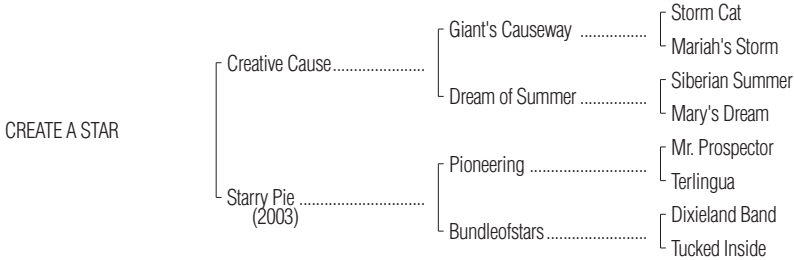 Storm Cat
Giant's Causeway ................
Mariah's Storm
Creative Cause......................
Siberian Summer
Dream of Summer ................
Mary's Dream
CREATE A STAR
Mr. Prospector
Pioneering ............................
Terlingua
Starry Pie ..............................
(2003)
Dixieland Band
Bundleofstars........................
Tucked Inside